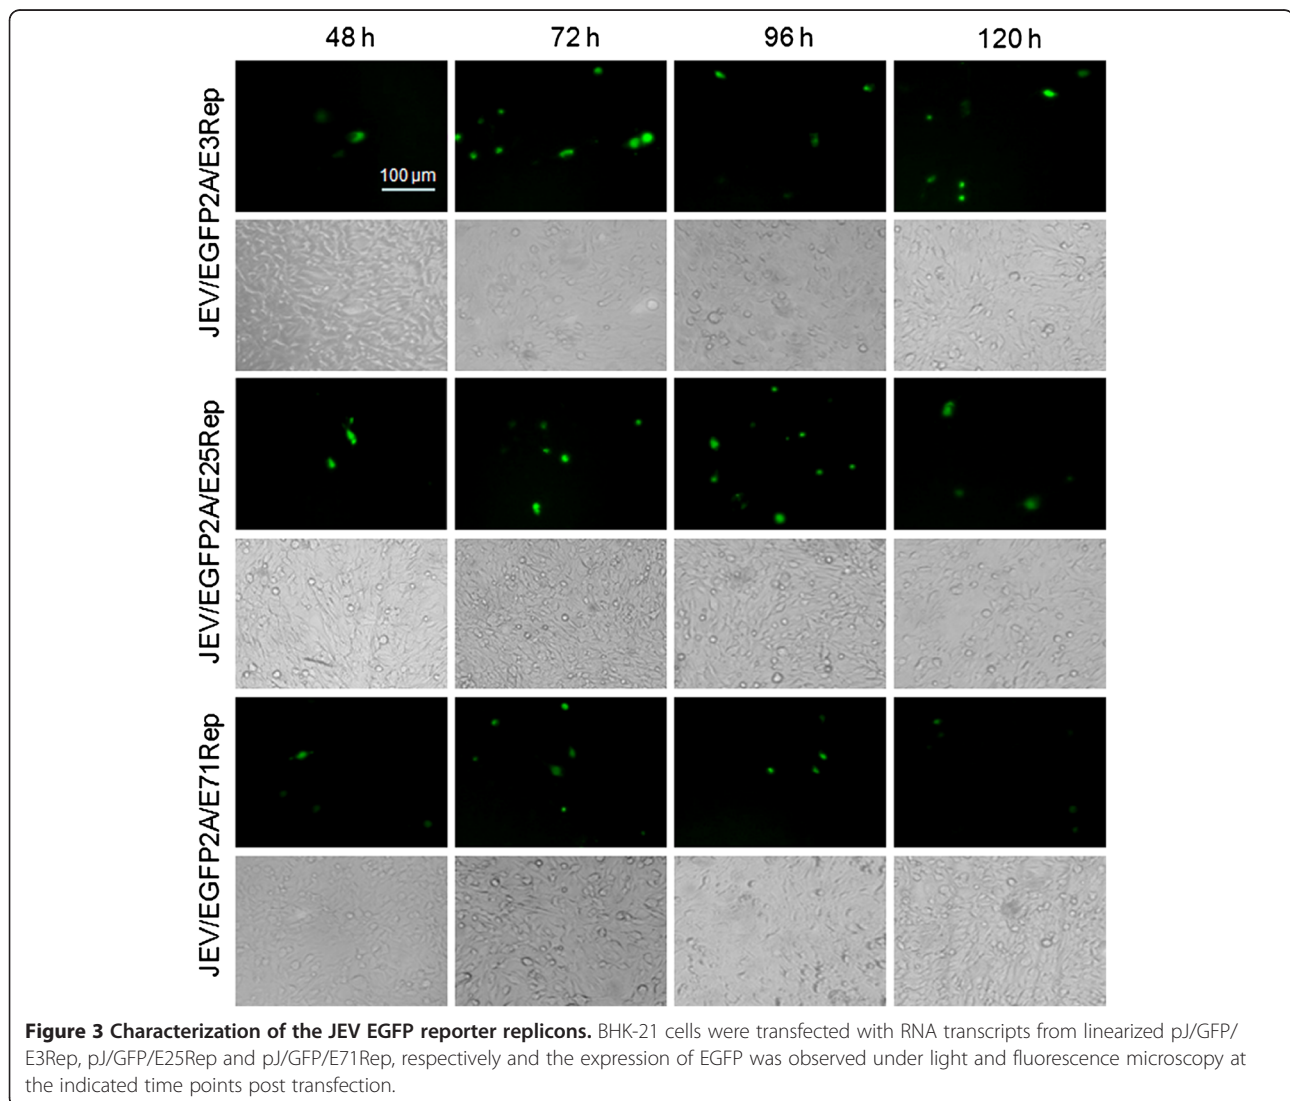 48 h 72 h 96 h 120 h
JEV/EGFP2A/E3Rep
100 µm
JEV/EGFP2A/E25Rep
JEV/EGFP2A/E71Rep
Figure 3 Characterization of the JEV EGFP reporter replicons. BHK-21 cells were transfected with RNA transcripts from linearized pJ/GFP/
E3Rep, pJ/GFP/E25Rep and pJ/GFP/E71Rep, respectively and the expression of EGFP was observed under light and fluorescence microscopy at
the indicated time points post transfection.